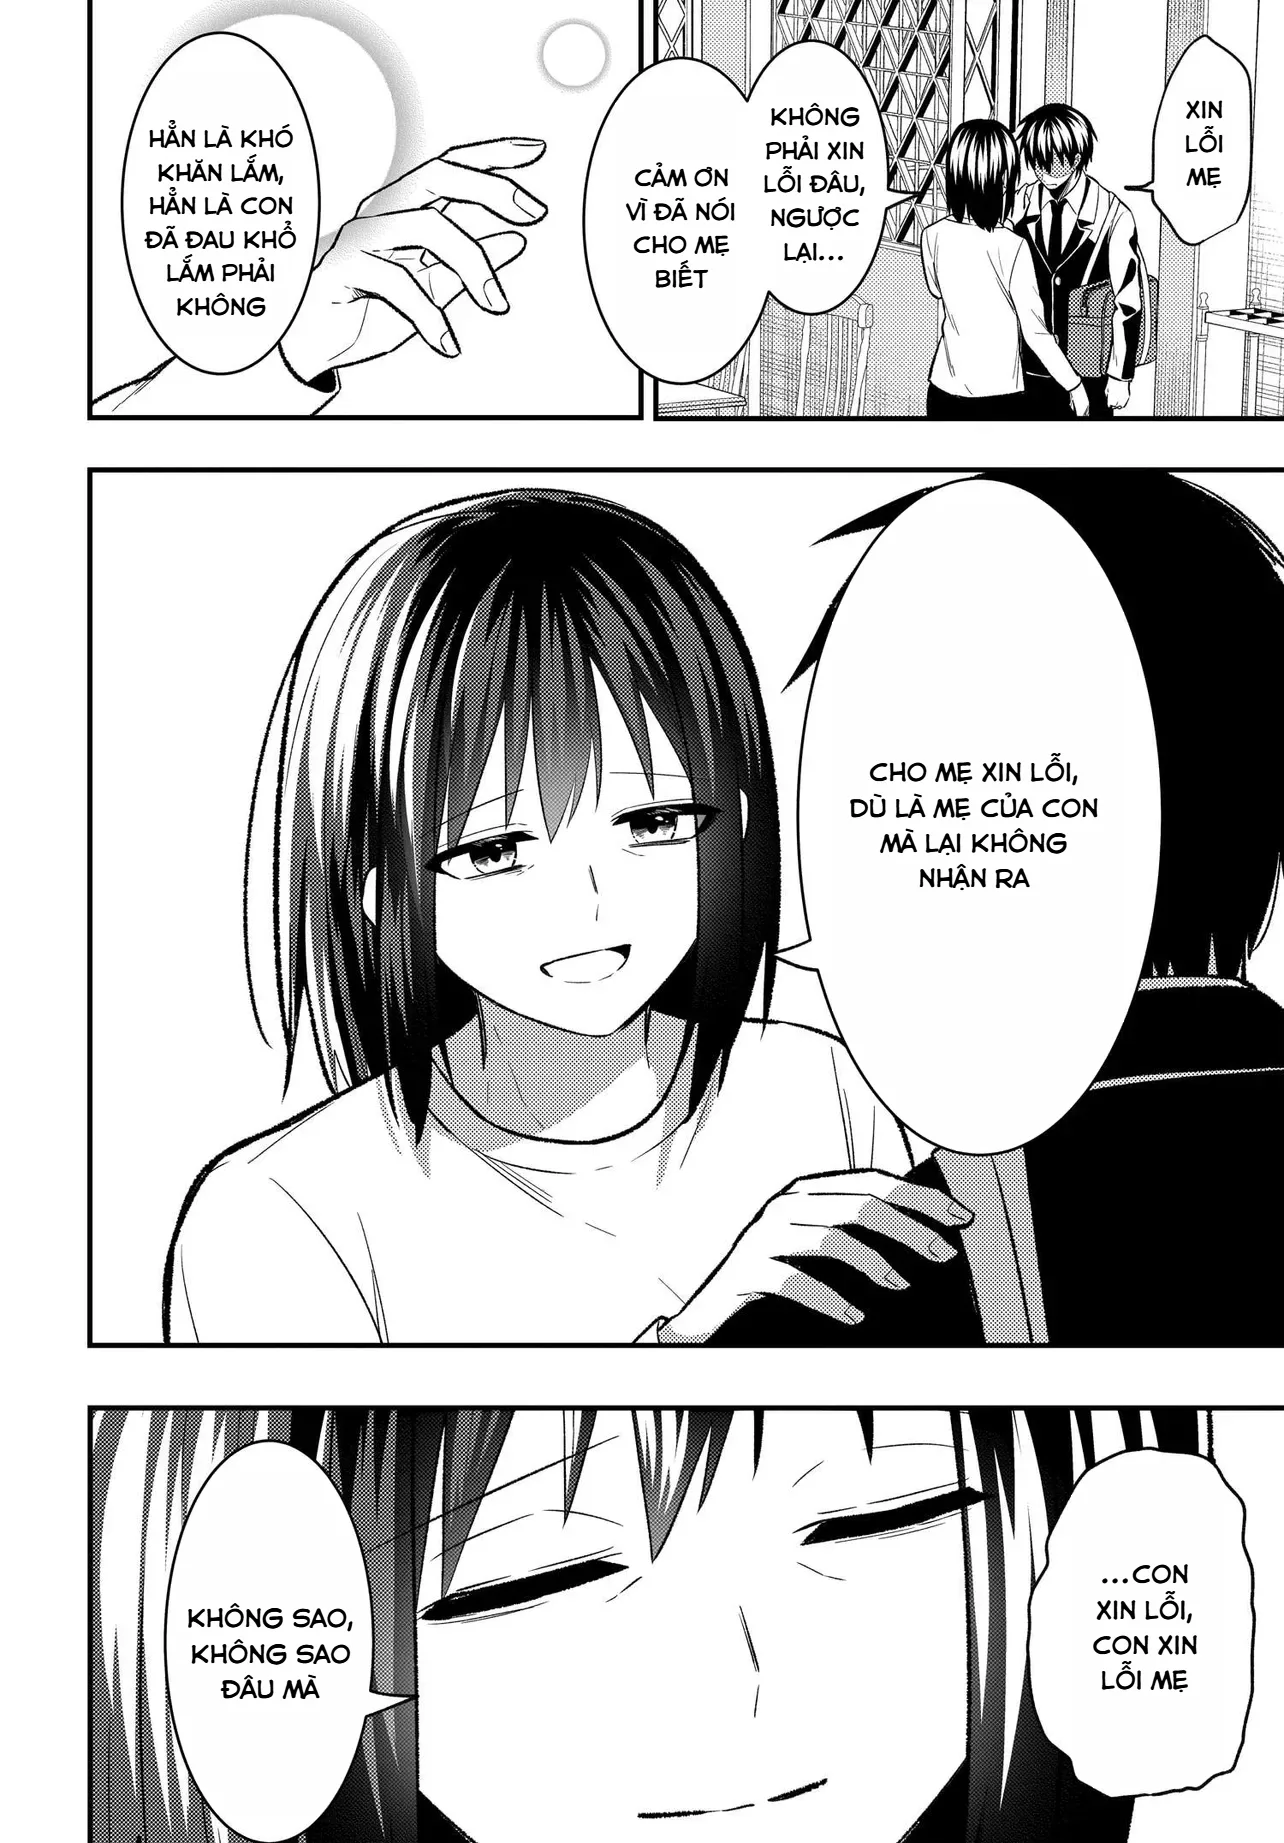 XIN
LỖI
MẸ
KHÔNG
PHẢI XIN
LỖI ĐÂU,
NGƯỢC
LẠI...
CẢM ƠN
VÌ ĐÃ NÓI
CHO MẸ
BIẾT
HẲN LÀ KHÓ
KHĂN LẮM,
HẲN LÀ CON
ĐÃ ĐAU KHỔ
LẮM PHẢI
KHÔNG
CHO MẸ XIN LỖI,
DÙ LÀ MẸ CỦA CON
MÀ LẠI KHÔNG
NHẬN RA
...CON
XIN LỖI,
CON XIN
LỖI MẸ
KHÔNG SAO,
KHÔNG SAO
ĐÂU MÀ